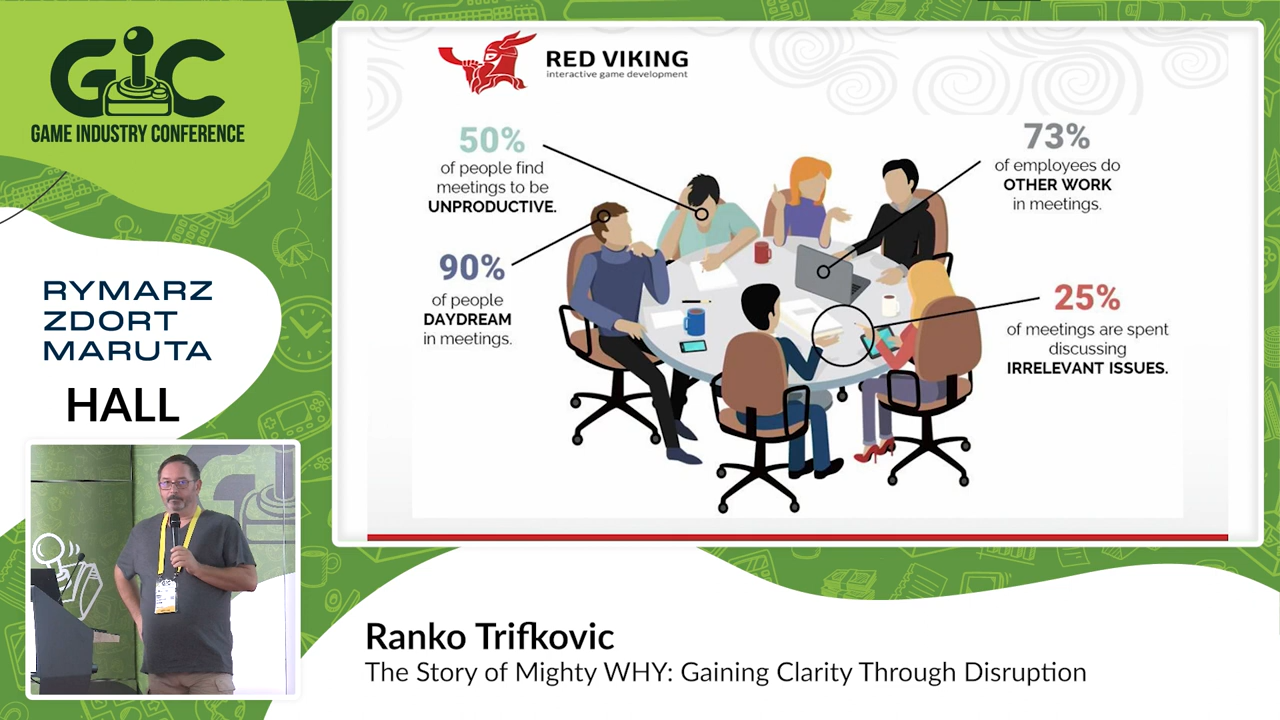 GIC
GAME INDUSTRY CONFERENCE
RYMARZ
ZDORT
MARUTA
HALL
RED VIKING
interactive game development
50%
of people find
meetings to be
UNPRODUCTIVE.
90%
of people
DAYDREAM
in meetings.
73%
of employees do
OTHER WORK
in meetings.
25%
of meetings are spent
discussing
IRRELEVANT ISSUES.
GIC
Ranko Trifkovic
The Story of Mighty WHY: Gaining Clarity Through Disruption